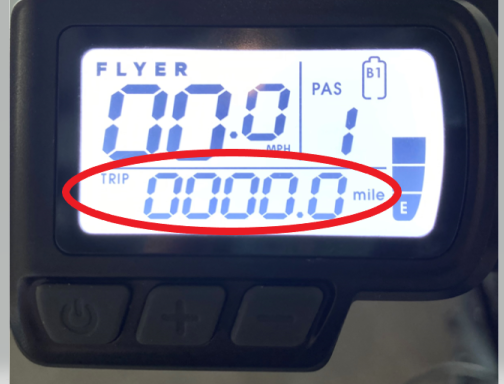 FLYER
00.0 MPH
PAS 1
B1
TRIP 0000.0 mile
E